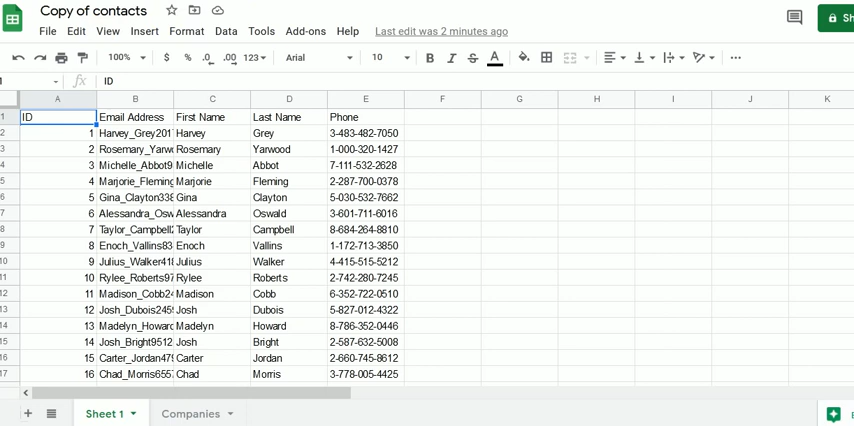 Copy of contacts
File Edit View Insert Format Data Tools Add-ons Help Last edit was 2 minutes ago
100% $ % .0 .00 123 Arial 10 B I S A
fx ID
A B C D E F G H I J K
1 ID Email Address First Name Last Name Phone
2 1 Harvey_Grey201 Harvey Grey 3-483-482-7050
3 2 Rosemary_Yarw Rosemary Yarwood 1-000-320-1427
4 3 Michelle_Abbot9 Michelle Abbot 7-111-532-2628
5 4 Marjorie_Fleming Marjorie Fleming 2-287-700-0378
6 5 Gina_Clayton338 Gina Clayton 5-030-532-7662
7 6 Alessandra_Osw Alessandra Oswald 3-601-711-6016
8 7 Taylor_Campbell Taylor Campbell 8-684-264-8810
9 8 Enoch_Vallins83 Enoch Vallins 1-172-713-3850
10 9 Julius_Walker41 Julius Walker 4-415-515-5212
11 10 Rylee_Roberts97 Rylee Roberts 2-742-280-7245
12 11 Madison_Cobb24 Madison Cobb 6-352-722-0510
13 12 Josh_Dubois245 Josh Dubois 5-827-012-4322
14 13 Madelyn_Howard Madelyn Howard 8-786-352-0446
15 14 Josh_Bright9512 Josh Bright 2-587-632-5008
16 15 Carter_Jordan47 Carter Jordan 2-660-745-8612
17 16 Chad_Morris655 Chad Morris 3-778-005-4425
Sheet 1 Companies